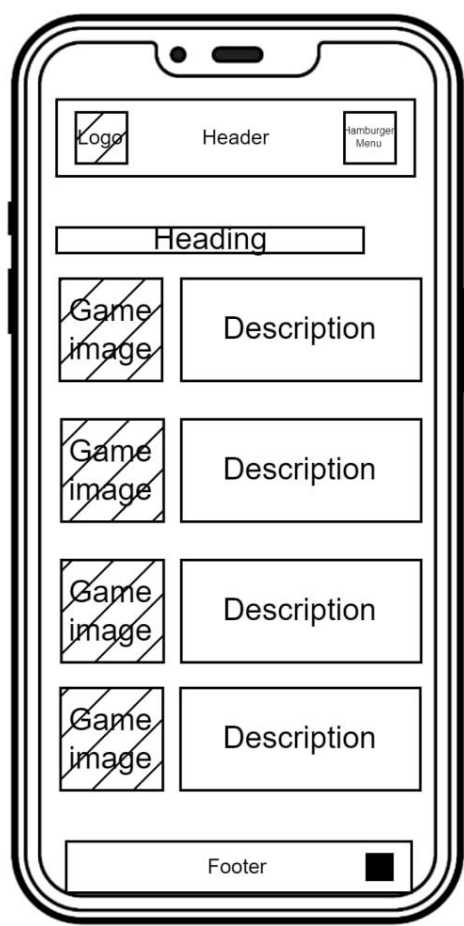 Logo
Header
Hamburger
Menu
Heading
Game
image
Description
Game
image
Description
Game
image
Description
Game
image
Description
Footer